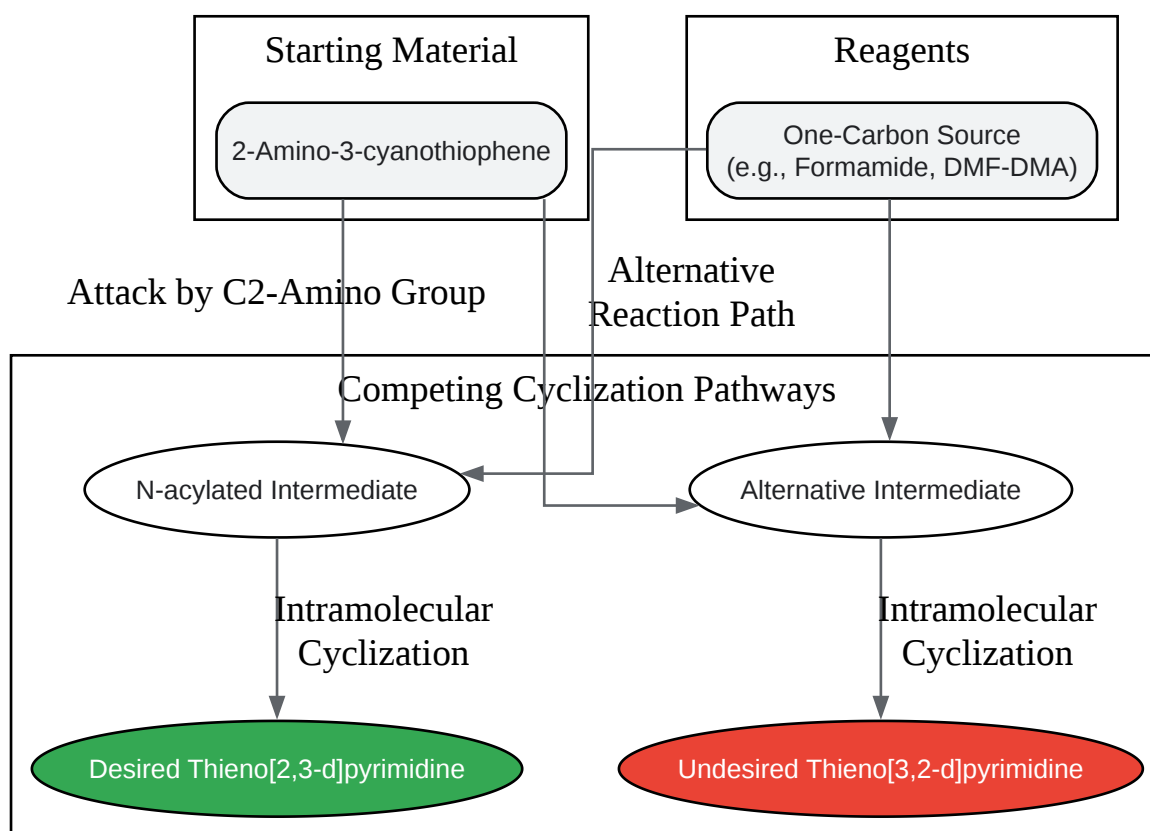 Starting Material
Reagents
2-Amino-3-cyanothiophene
One-Carbon Source
(e.g., Formamide, DMF-DMA)
Attack by C2-Amino Group
Alternative
Reaction Path
Competing Cyclization Pathways
N-acylated Intermediate
Alternative Intermediate
Intramolecular
Cyclization
Intramolecular
Cyclization
Desired Thieno[2,3-d]pyrimidine
Undesired Thieno[3,2-d]pyrimidine